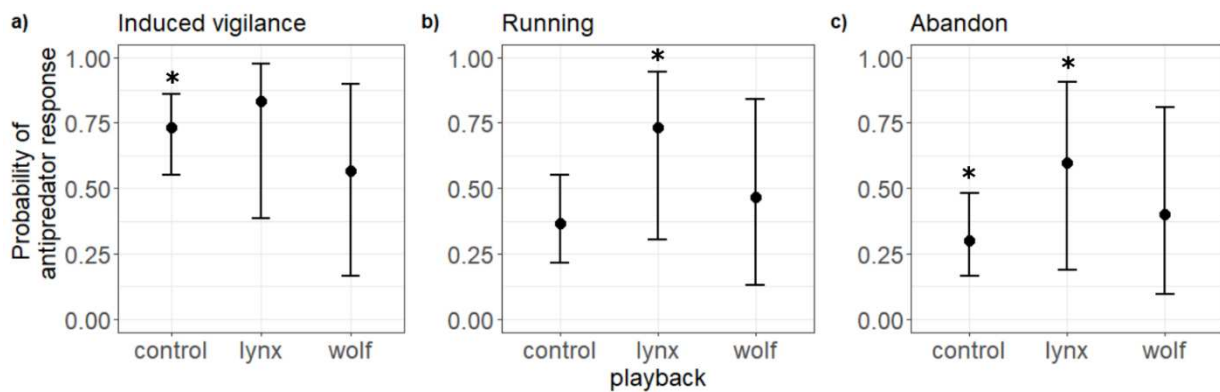 a) Induced vigilance
b) Running
c) Abandon
Probability of
antipredator response
1.00
0.75
0.50
0.25
0.00
*
control lynx wolf
1.00
0.75
0.50
0.25
0.00
*
control lynx wolf
1.00
0.75
0.50
0.25
0.00
* *
control lynx wolf
playback